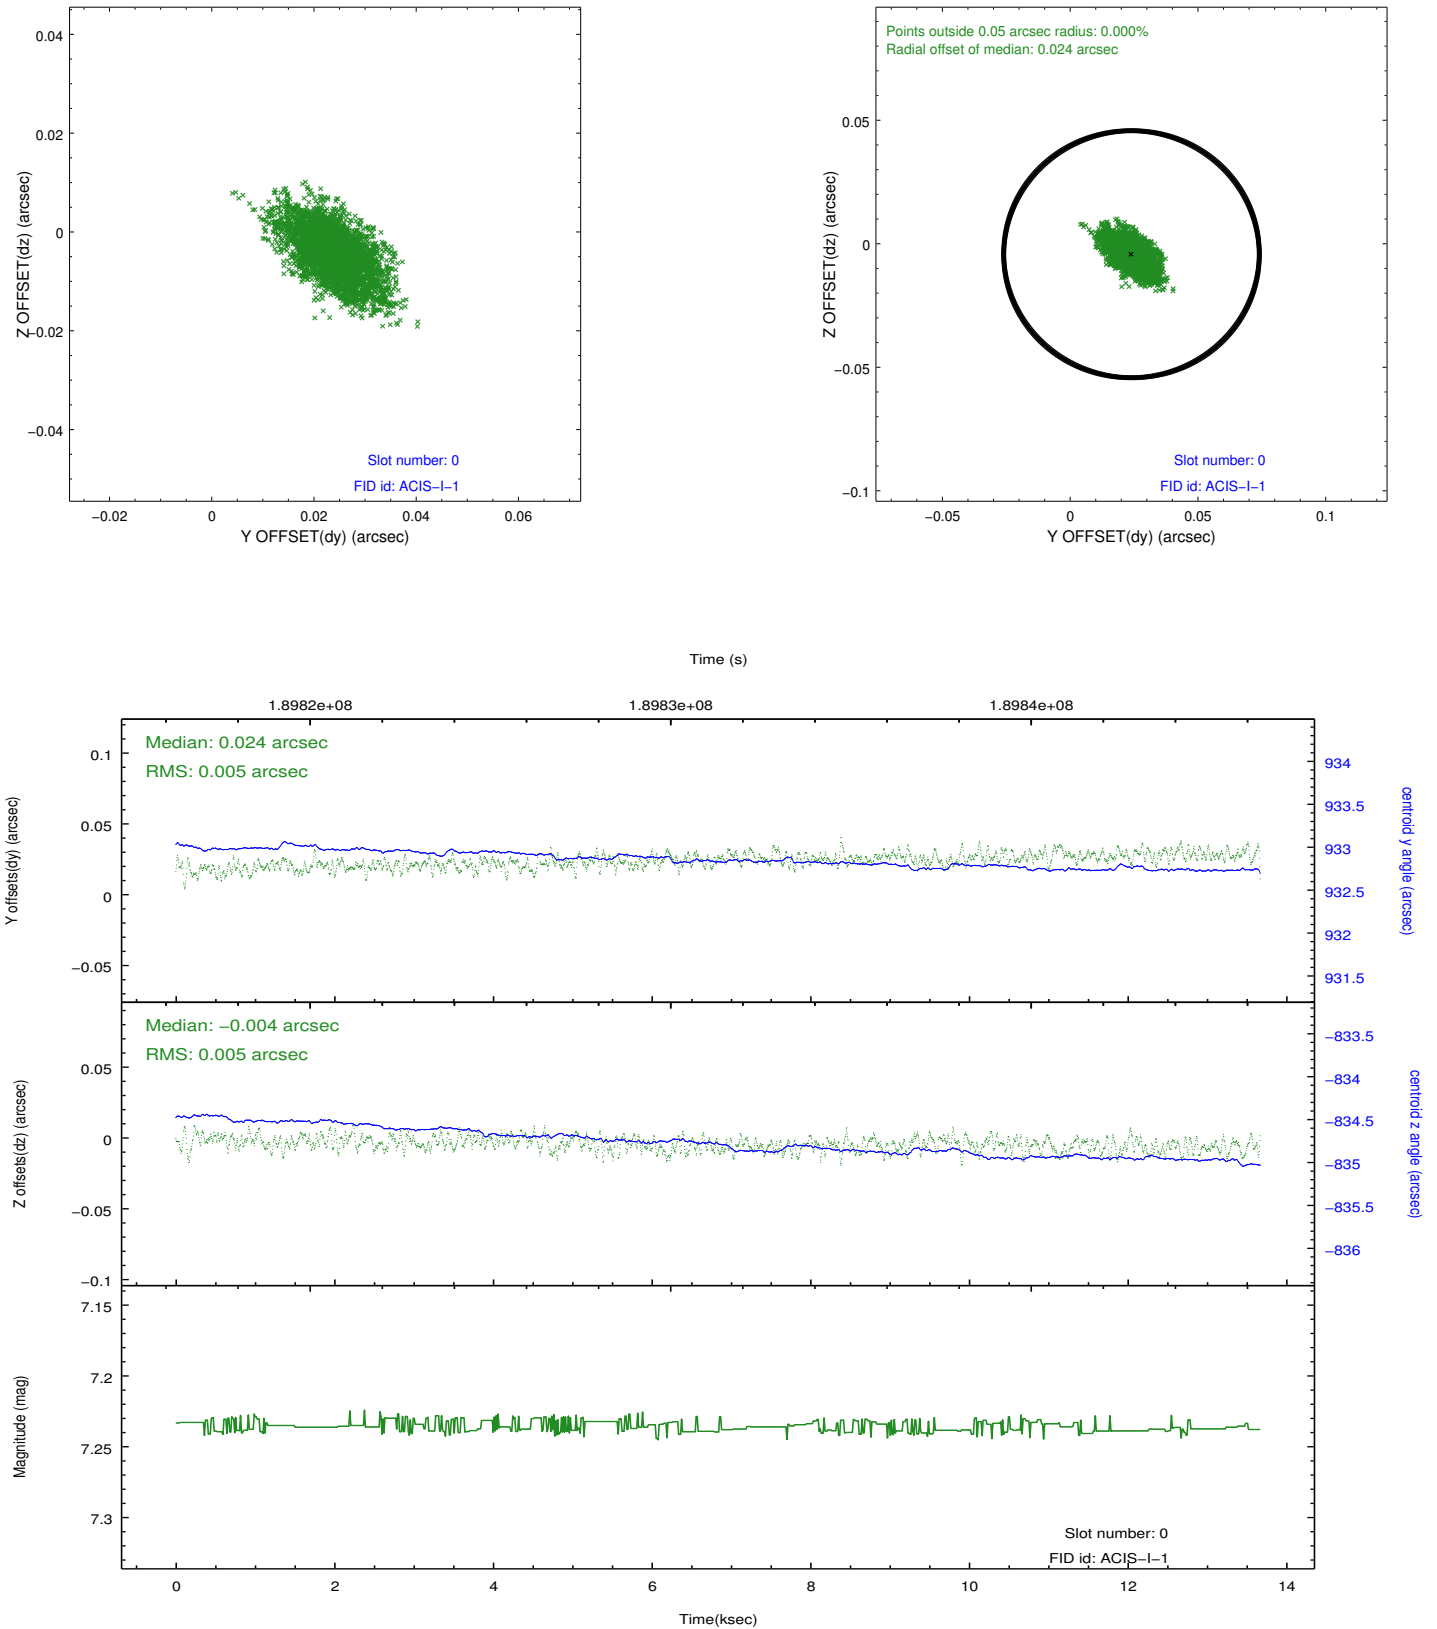 0.04
0.02
0
−0.02
−0.04
Z OFFSET(dz) (arcsec)
Slot number: 0
FID id: ACIS−I−1
−0.02
0
0.02
0.04
0.06
Y OFFSET(dy) (arcsec)
Points outside 0.05 arcsec radius: 0.000%
Radial offset of median: 0.024 arcsec
0.05
0
−0.05
−0.1
Z OFFSET(dz) (arcsec)
Slot number: 0
FID id: ACIS−I−1
−0.05
0
0.05
0.1
Y OFFSET(dy) (arcsec)
Time (s)
1.8982e+08
1.8983e+08
1.8984e+08
Median: 0.024 arcsec
RMS: 0.005 arcsec
0.1
0.05
0
−0.05
Y offsets(dy) (arcsec)
934
933.5
933
932.5
932
931.5
centroid y angle (arcsec)
Median: −0.004 arcsec
RMS: 0.005 arcsec
0.05
0
−0.05
−0.1
Z offsets(dz) (arcsec)
−833.5
−834
−834.5
−835
−835.5
−836
centroid z angle (arcsec)
7.15
7.2
7.25
7.3
Magnitude (mag)
Slot number: 0
FID id: ACIS−I−1
0
2
4
6
8
10
12
14
Time(ksec)